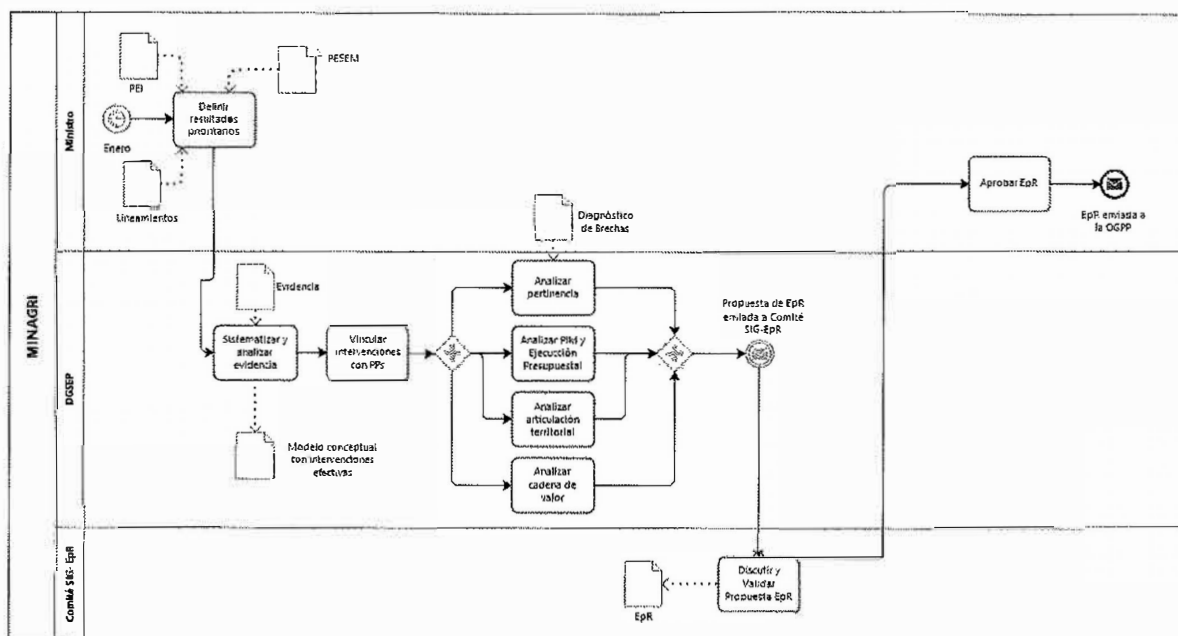 MINAGRI
Ministro
PEI
PESEM
Definir
resultados
prioritarios
Enero
Lineamientos
Aprobar EpR
EpR enviada a
la OGPP
DGSEP
Diagnóstico
de Brechas
Evidencia
Sistematizar y
analizar
evidencia
Vincular
intervenciones
con PPs
Analizar
pertinencia
Analizar PIM y
Ejecución
Presupuestal
Analizar
articulación
territorial
Analizar
cadena de
valor
Propuesta de EpR
enviada a Comité
SIG-EpR
Modelo conceptual
con intervenciones
efectivas
Comité SIG- EpR
Discutir y
Validar
Propuesta EpR
EpR